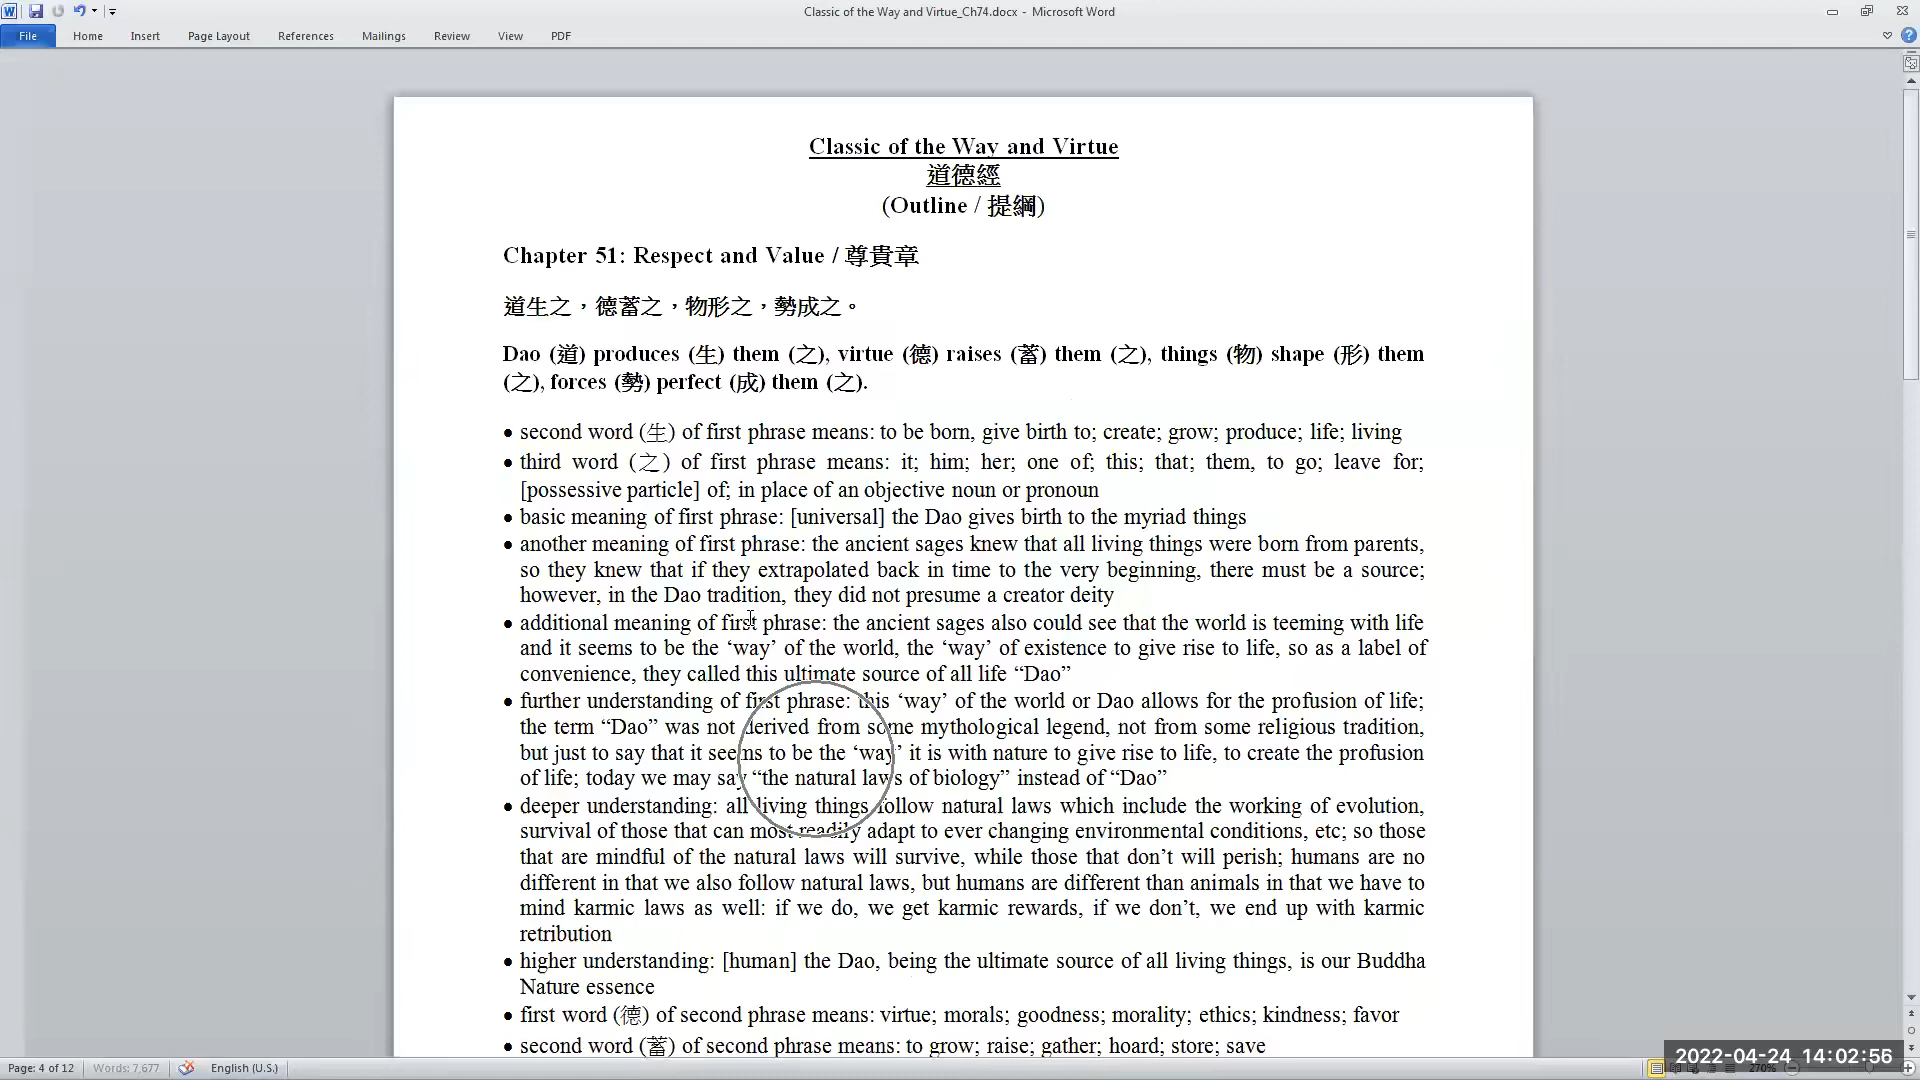 Classic of the Way and Virtue_Ch74.docx - Microsoft Word
File Home Insert Page Layout References Mailings Review View PDF
Classic of the Way and Virtue
道德經
(Outline / 提綱)
Chapter 51: Respect and Value / 尊貴章
道生之，德蓄之，物形之，勢成之。
Dao (道) produces (生) them (之), virtue (德) raises (蓄) them (之), things (物) shape (形) them
(之), forces (勢) perfect (成) them (之).
• second word (生) of first phrase means: to be born, give birth to; create; grow; produce; life; living
• third word (之) of first phrase means: it; him; her; one of; this; that; them, to go; leave for;
[possessive particle] of; in place of an objective noun or pronoun
• basic meaning of first phrase: [universal] the Dao gives birth to the myriad things
• another meaning of first phrase: the ancient sages knew that all living things were born from parents,
so they knew that if they extrapolated back in time to the very beginning, there must be a source;
however, in the Dao tradition, they did not presume a creator deity
• additional meaning of first phrase: the ancient sages also could see that the world is teeming with life
and it seems to be the ‘way’ of the world, the ‘way’ of existence to give rise to life, so as a label of
convenience, they called this ultimate source of all life “Dao”
• further understanding of first phrase: this ‘way’ of the world or Dao allows for the profusion of life;
the term “Dao” was not derived from some mythological legend, not from some religious tradition,
but just to say that it seems to be the ‘way’ it is with nature to give rise to life, to create the profusion
of life; today we may say “the natural laws of biology” instead of “Dao”
• deeper understanding: all living things follow natural laws which include the working of evolution,
survival of those that can most readily adapt to ever changing environmental conditions, etc; so those
that are mindful of the natural laws will survive, while those that don’t will perish; humans are no
different in that we also follow natural laws, but humans are different than animals in that we have to
mind karmic laws as well: if we do, we get karmic rewards, if we don’t, we end up with karmic
retribution
• higher understanding: [human] the Dao, being the ultimate source of all living things, is our Buddha
Nature essence
• first word (德) of second phrase means: virtue; morals; goodness; morality; ethics; kindness; favor
• second word (蓄) of second phrase means: to grow; raise; gather; hoard; store; save
Page: 4 of 12 Words: 7,677 English (U.S.) 270%
2022-04-24 14:02:56